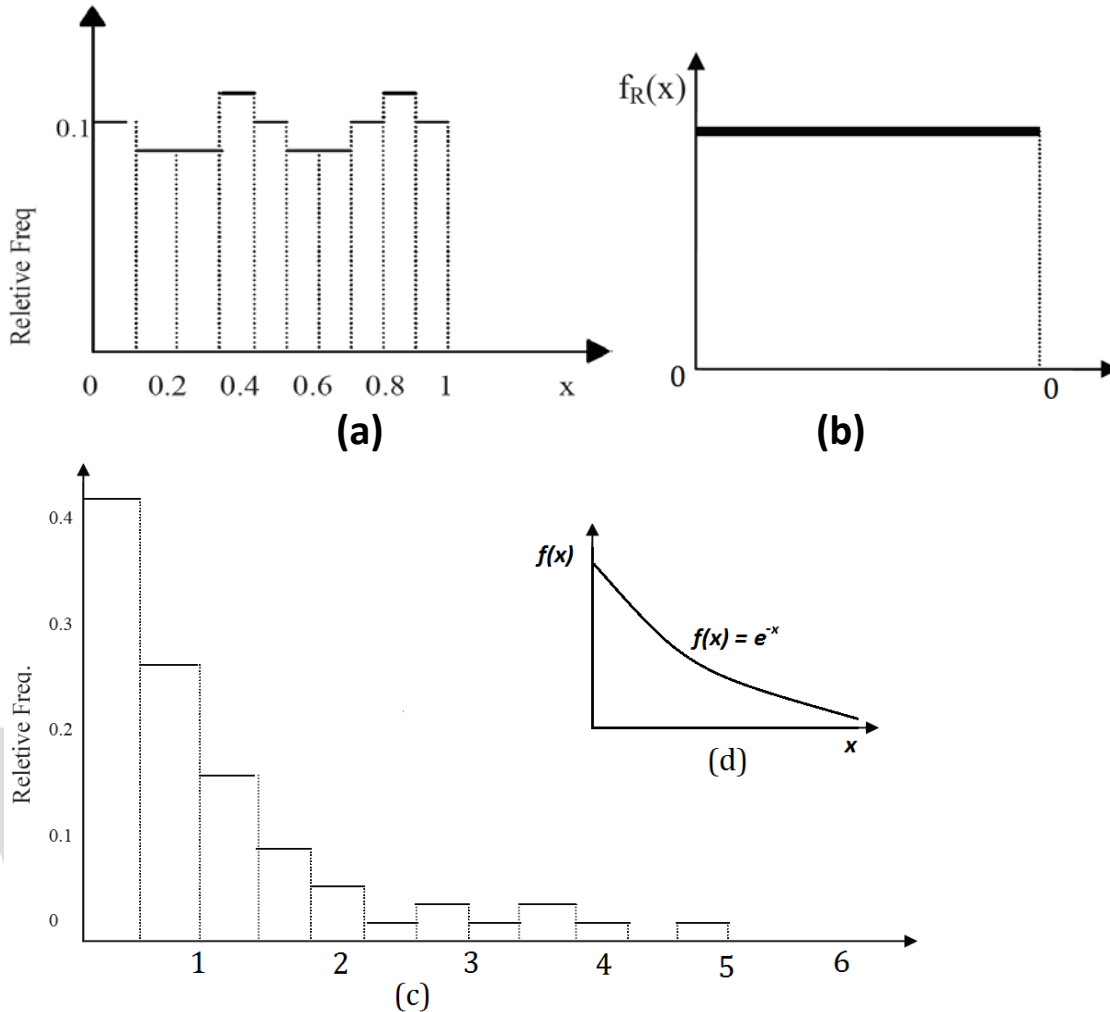 0.1
Reletive Freq
0 0.2 0.4 0.6 0.8 1 x
(a)
f_R(x)
0
0
(b)
0.4
0.3
0.2
0.1
0
Reletive Freq.
1 2 3 4 5 6
(c)
f(x)
f(x) = e^-x
x
(d)